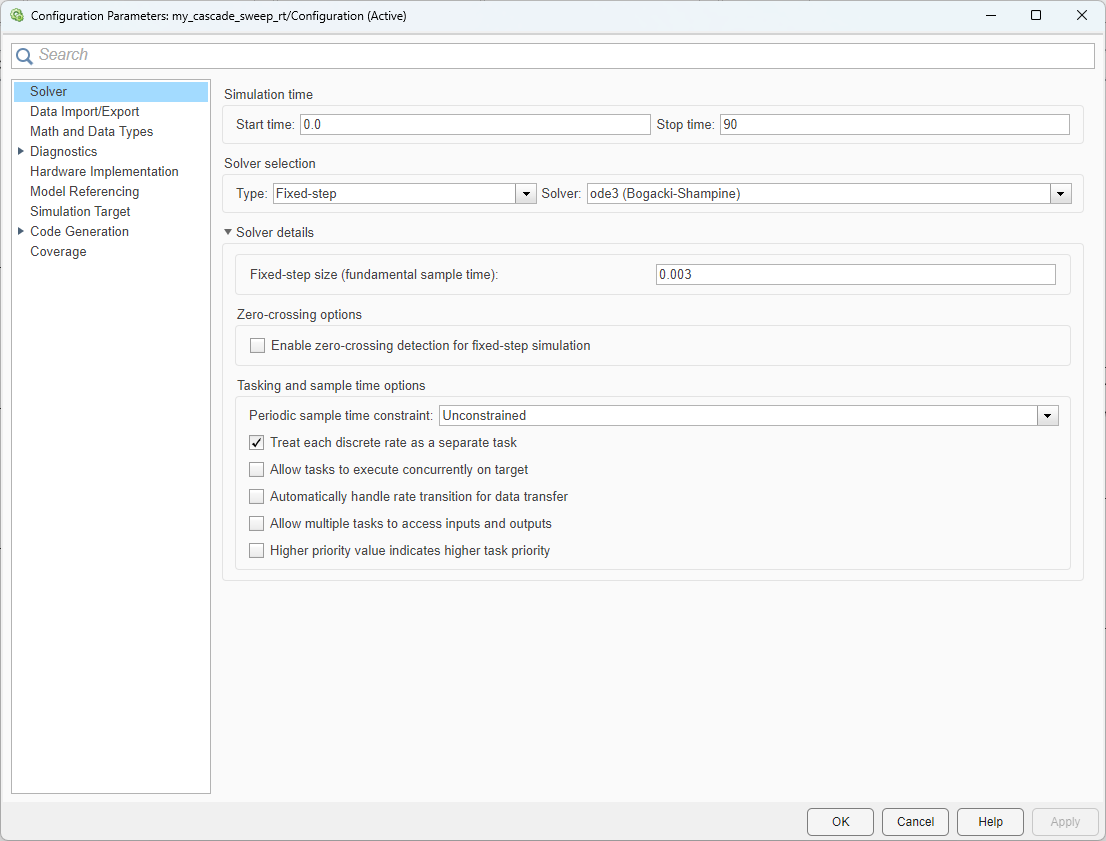 Configuration Parameters: my_cascade_sweep_rt/Configuration (Active)
Search
Solver
Data Import/Export
Math and Data Types
Diagnostics
Hardware Implementation
Model Referencing
Simulation Target
Code Generation
Coverage
Simulation time
Start time: 0.0 Stop time: 90
Solver selection
Type: Fixed-step Solver: ode3 (Bogacki-Shampine)
Solver details
Fixed-step size (fundamental sample time): 0.003
Zero-crossing options
Enable zero-crossing detection for fixed-step simulation
Tasking and sample time options
Periodic sample time constraint: Unconstrained
Treat each discrete rate as a separate task
Allow tasks to execute concurrently on target
Automatically handle rate transition for data transfer
Allow multiple tasks to access inputs and outputs
Higher priority value indicates higher task priority
OK Cancel Help Apply